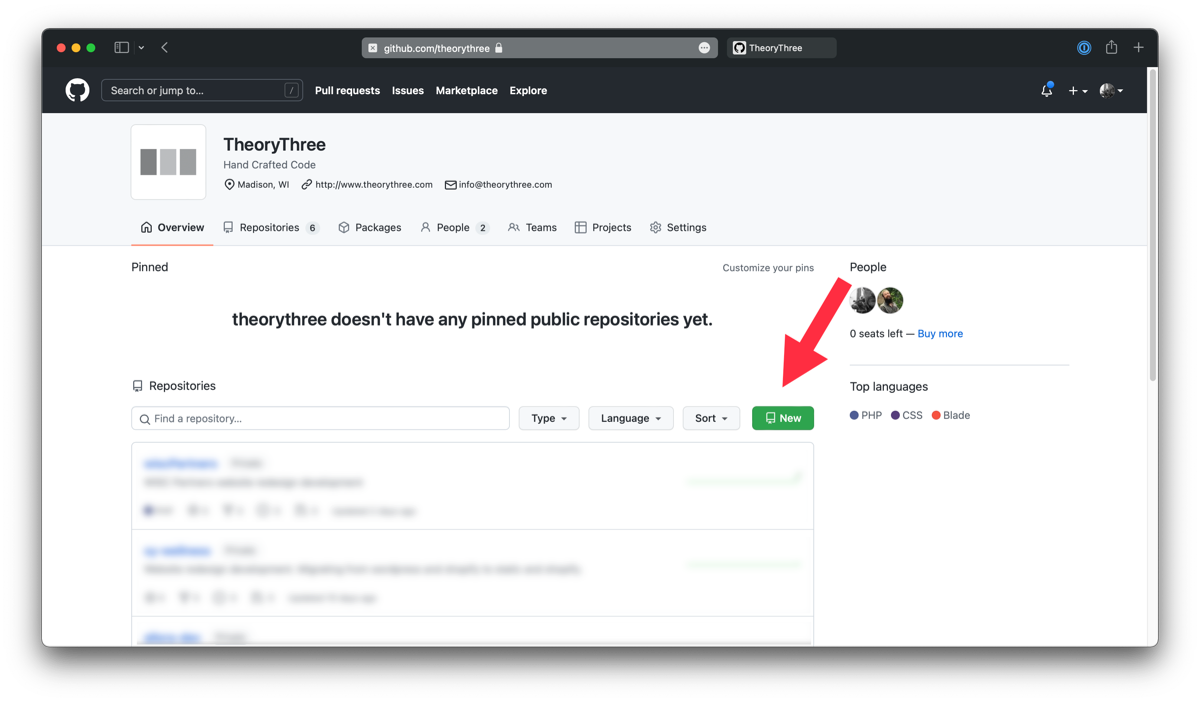 github.com/theorythree
TheoryThree
Search or jump to...
/
Pull requests
Issues
Marketplace
Explore
TheoryThree
Hand Crafted Code
Madison, WI
http://www.theorythree.com
info@theorythree.com
Overview
Repositories 6
Packages
People 2
Teams
Projects
Settings
Pinned
Customize your pins
theorythree doesn't have any pinned public repositories yet.
People
0 seats left — Buy more
Repositories
Find a repository...
Type
Language
Sort
New
Top languages
PHP
CSS
Blade